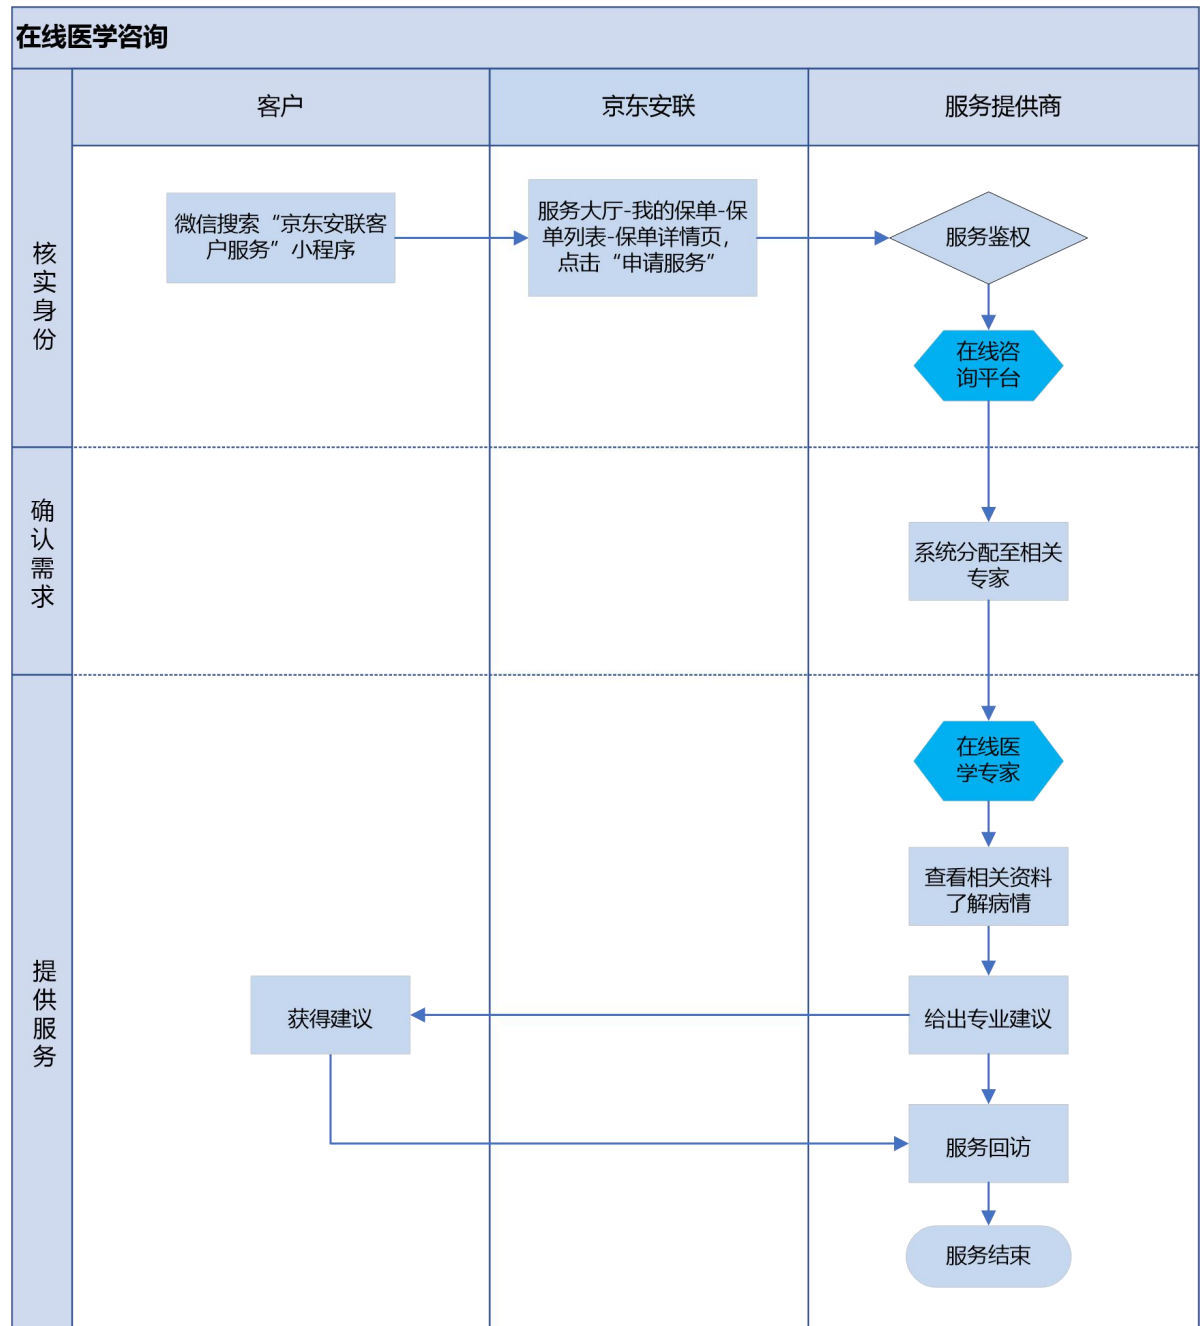 在线医学咨询
客户
京东安联
服务提供商
核
实
身
份
微信搜索“京东安联客
户服务”小程序
服务大厅-我的保单-保
单列表-保单详情页，
点击“申请服务”
服务鉴权
在线咨
询平台
确
认
需
求
系统分配至相关
专家
提
供
服
务
在线医
学专家
查看相关资料
了解病情
给出专业建议
获得建议
服务回访
服务结束